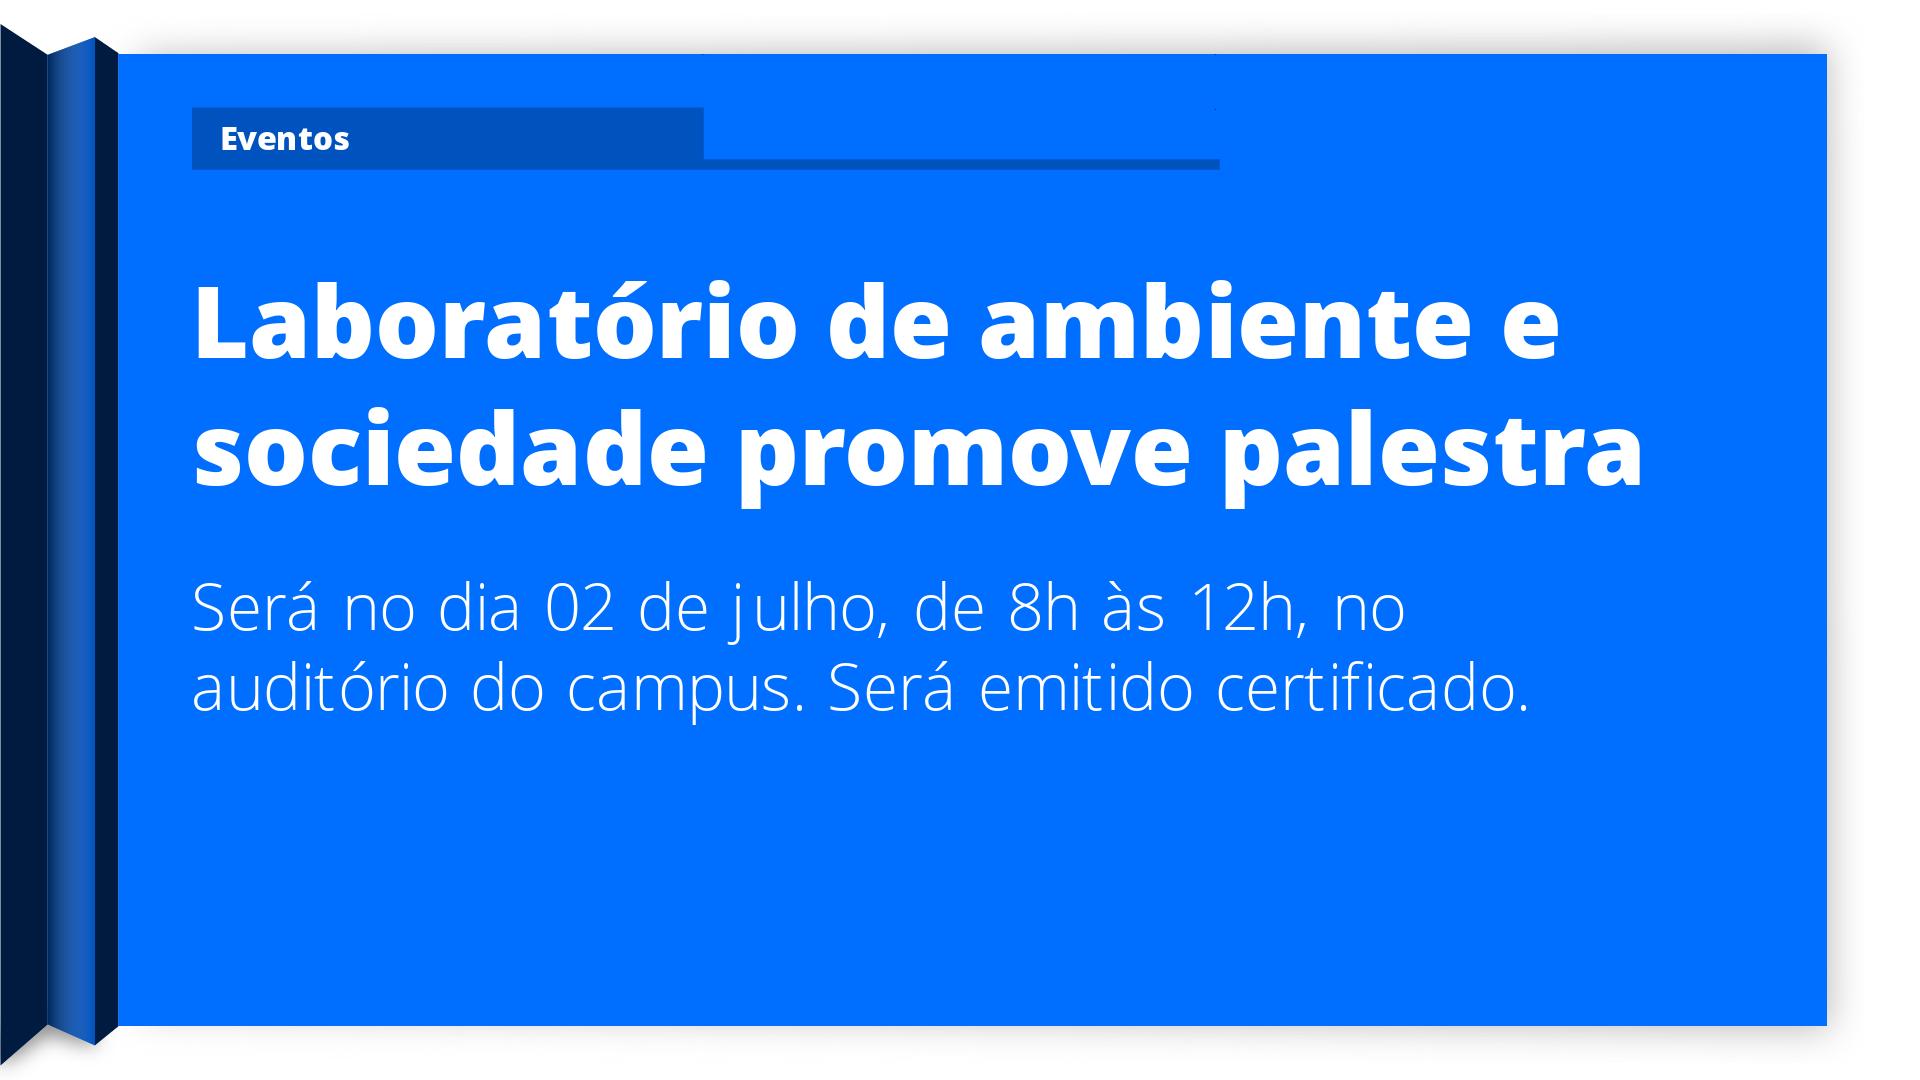 Eventos
Laboratório de ambiente e
sociedade promove palestra
Será no dia 02 de julho, de 8h às 12h, no
auditório do campus. Será emitido certificado.